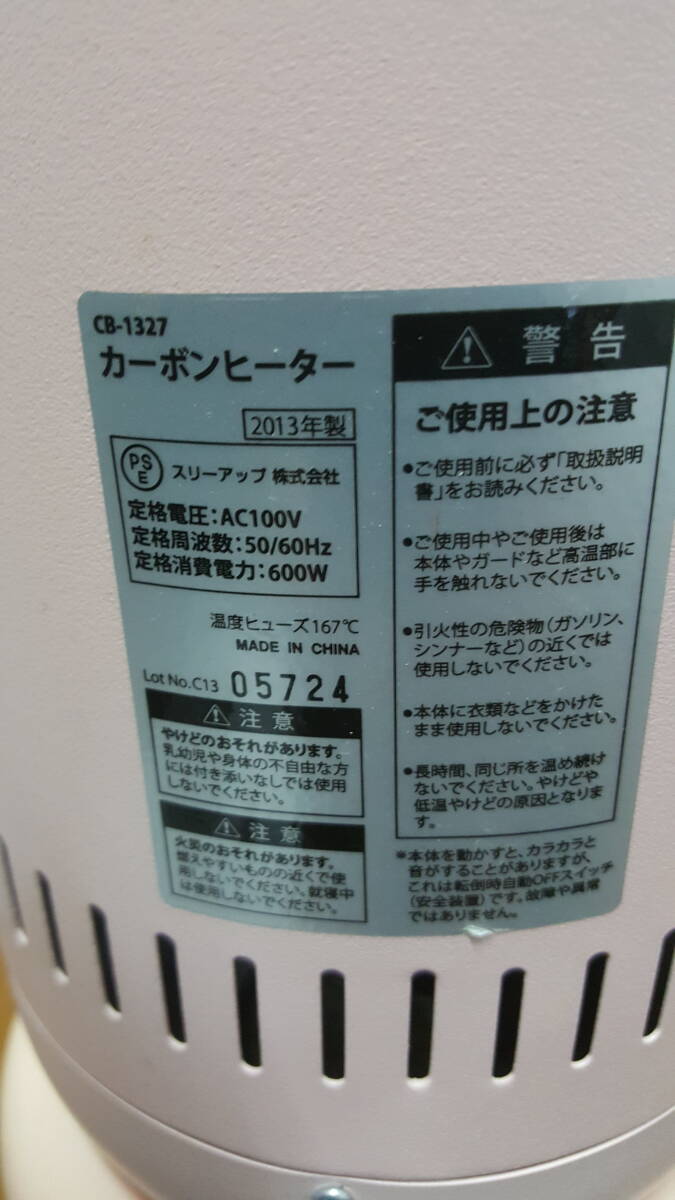 CB-1327
カーボンヒーター
2013年製
PS
E
スリーアップ 株式会社
定格電圧:AC100V
定格周波数:50/60Hz
定格消費電力:600W
温度ヒューズ167℃
MADE IN CHINA
Lot No.C13 05724
注意
やけどのおそれがあります。
乳幼児や身体の不自由な方
には付き添いなしでは使用
しないでください。
注意
火災のおそれがあります。
燃えやすいものの近くで使
用しないでください。就寝中
は使用しないでください。
警告
ご使用上の注意
●ご使用前に必ず「取扱説明
書」をお読みください。
●ご使用中やご使用後は
本体やガードなど高温部に
手を触れないでください。
●引火性の危険物(ガソリン、
シンナーなど)の近くでは
使用しないでください。
●本体に衣類などをかけた
まま使用しないでください。
●長時間、同じ所を温め続け
ないでください。やけどや
低温やけどの原因となりま
す。
*本体を動かすと、カラカラと
音がすることがありますが、
これは転倒時自動OFFスイッチ
(安全装置)です。故障や異常
ではありません。